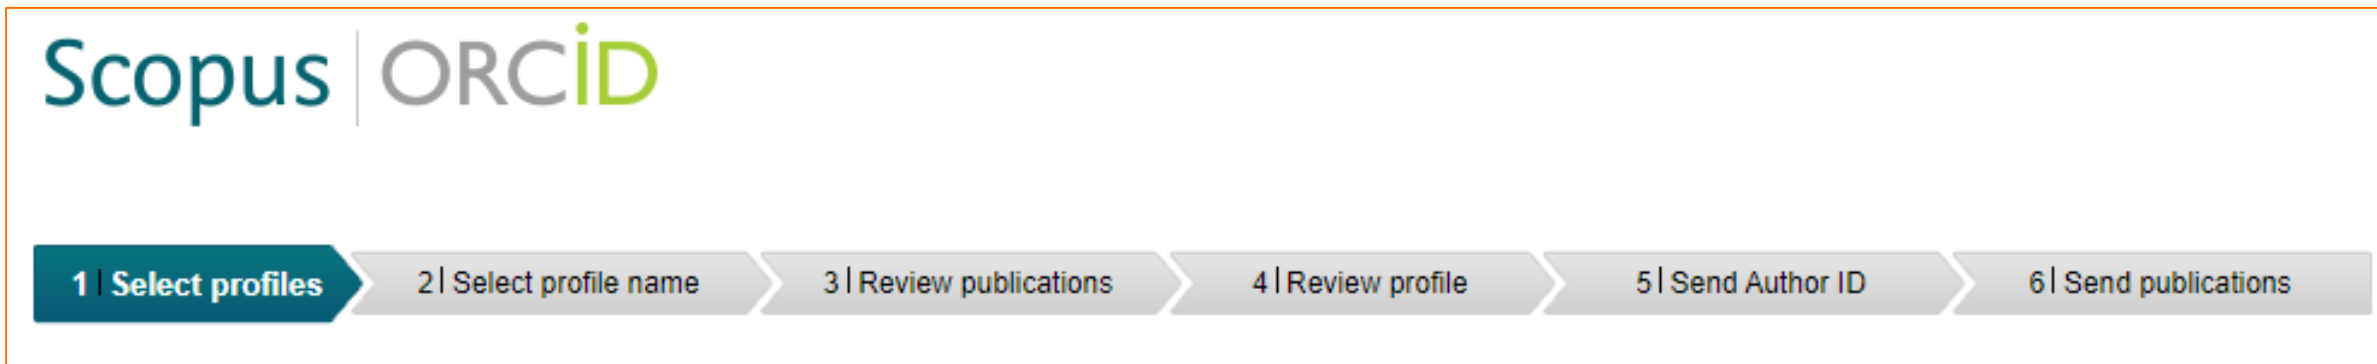 Scopus | ORCID
1 | Select profiles 2 | Select profile name 3 | Review publications 4 | Review profile 5 | Send Author ID 6 | Send publications